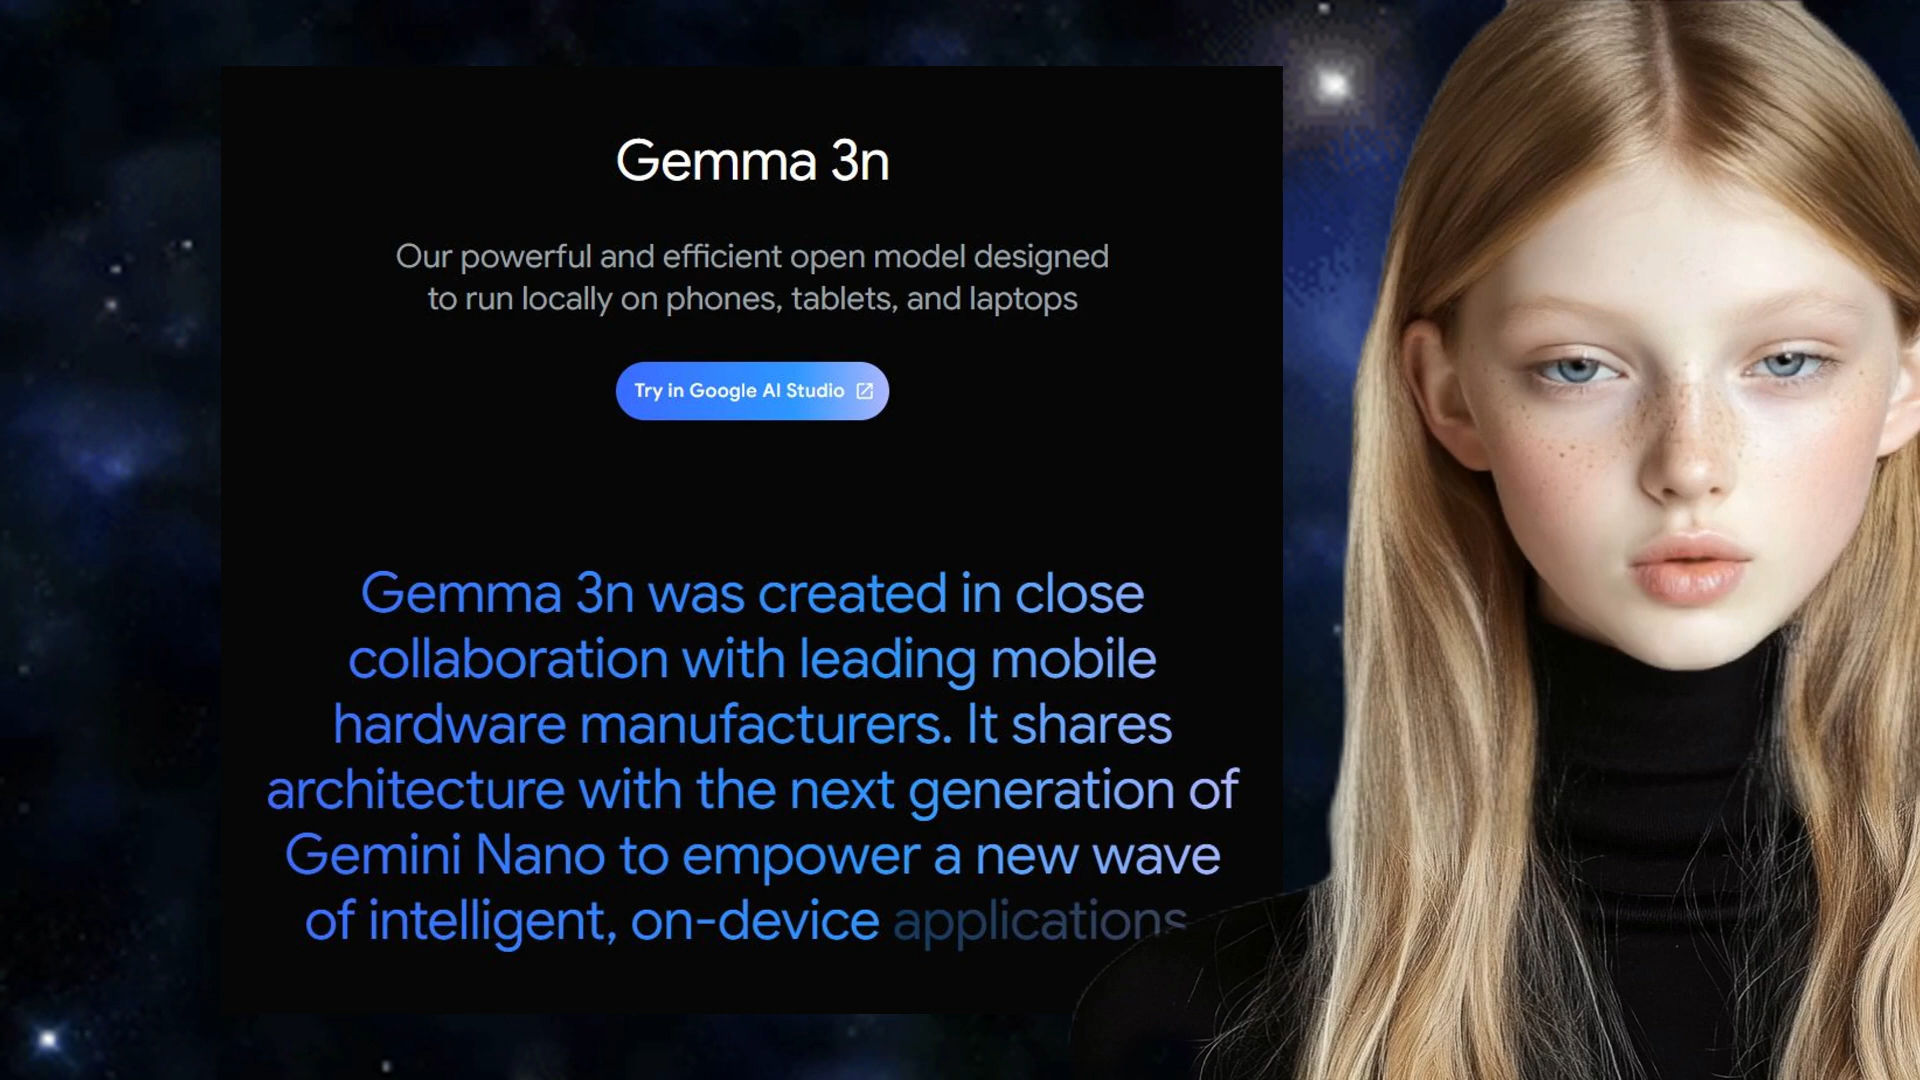 Gemma 3n
Our powerful and efficient open model designed
to run locally on phones, tablets, and laptops
Try in Google AI Studio
Gemma 3n was created in close
collaboration with leading mobile
hardware manufacturers. It shares
architecture with the next generation of
Gemini Nano to empower a new wave
of intelligent, on-device applications